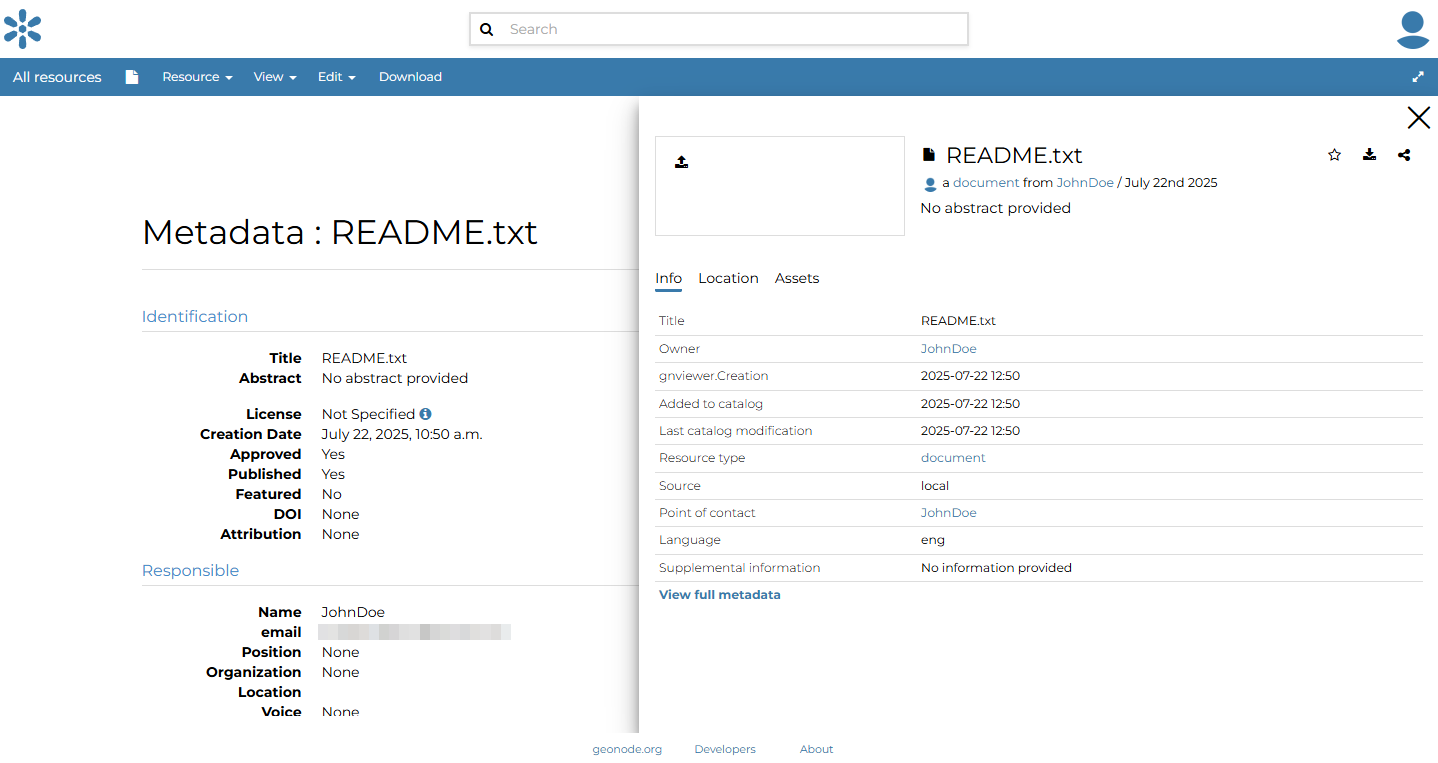 Search
All resources Resource View Edit Download
Metadata : README.txt
Identification
Title README.txt
Abstract No abstract provided
License Not Specified
Creation Date July 22, 2025, 10:50 a.m.
Approved Yes
Published Yes
Featured No
DOI None
Attribution None
Responsible
Name JohnDoe
email
Position None
Organization None
Location
Voice None
README.txt
a document from JohnDoe / July 22nd 2025
No abstract provided
Info Location Assets
Title README.txt
Owner JohnDoe
gnviewer.Creation 2025-07-22 12:50
Added to catalog 2025-07-22 12:50
Last catalog modification 2025-07-22 12:50
Resource type document
Source local
Point of contact JohnDoe
Language eng
Supplemental information No information provided
View full metadata
geonode.org Developers About